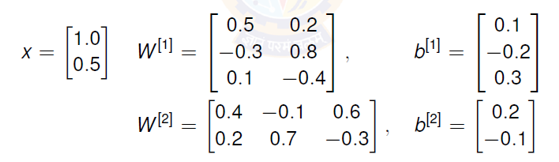 x = [1.0 0.5] W[1] = [0.5 0.2 −0.3 0.8 0.1 −0.4], b[1] = [0.1 −0.2 0.3]
W[2] = [0.4 −0.1 0.6 0.2 0.7 −0.3], b[2] = [0.2 −0.1]